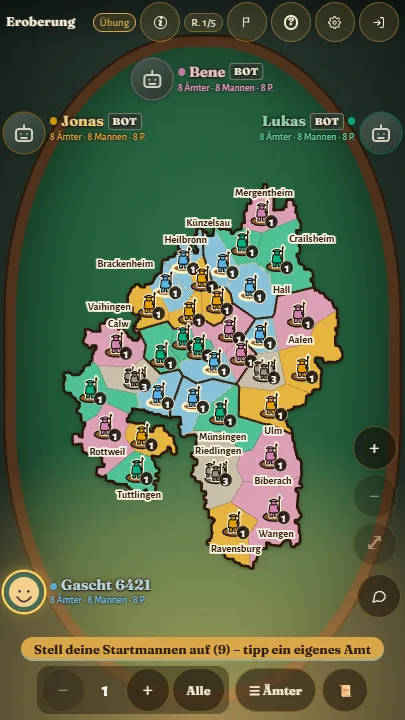 Eroberung
Übung
R. 1/5
Bene BOT
8 Ämter · 8 Mannen · 8 P.
Jonas BOT
8 Ämter · 8 Mannen · 8 P.
Lukas BOT
8 Ämter · 8 Mannen · 8 P.
Mergentheim
Künzelsau
Heilbronn
Crailsheim
Brackenheim
Hall
Vaihingen
Calw
Aalen
Ulm
Münsingen
Riedlingen
Rottweil
Biberach
Tuttlingen
Wangen
Ravensburg
Gascht 6421
8 Ämter · 8 Mannen · 8 P.
Stell deine Startmannen auf (9) – tipp ein eigenes Amt
− 1 + Alle
☰ Ämter